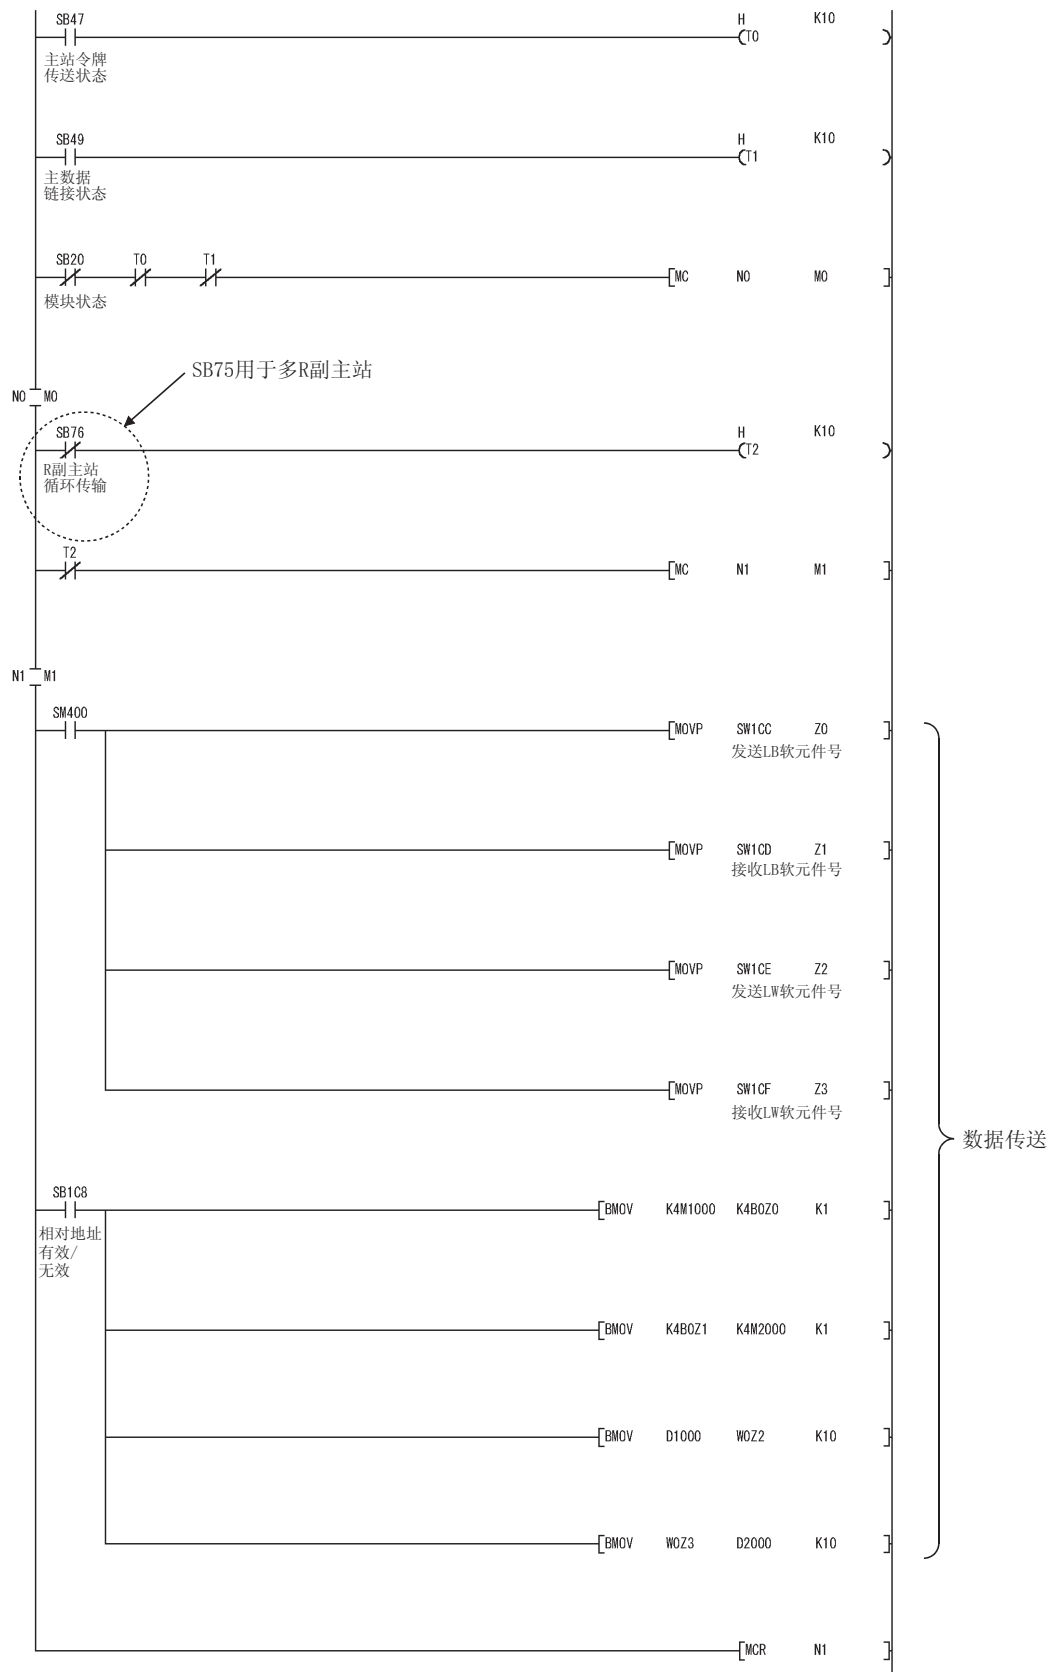 SB47 H K10
T0
主站令牌
传送状态
SB49 H K10
T1
主数据
链接状态
SB20 T0 T1
MC N0 M0
模块状态
SB75用于多R副主站
N0 M0
SB76 H K10
T2
R副主站
循环传输
T2
MC N1 M1
N1 M1
SM400
MOVP SW1CC Z0
发送LB软元件号
MOVP SW1CD Z1
接收LB软元件号
MOVP SW1CE Z2
发送LW软元件号
MOVP SW1CF Z3
接收LW软元件号
数据传送
SB1C8
BMOV K4M1000 K4B0Z0 K1
相对地址
有效/
无效
BMOV K4B0Z1 K4M2000 K1
BMOV D1000 W0Z2 K10
BMOV W0Z3 D2000 K10
MCR N1